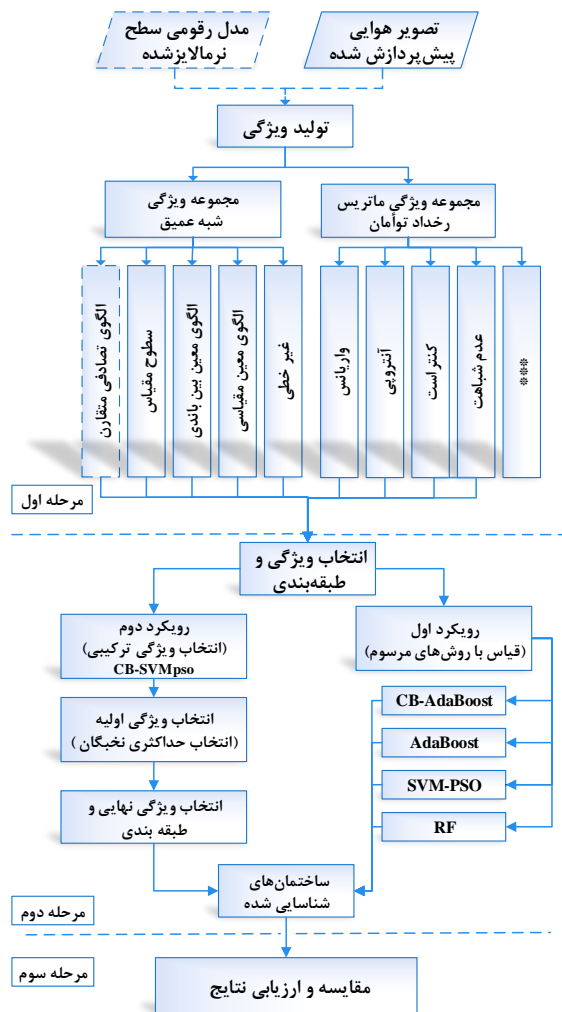 تصویر هوایی
پیش‌پردازش شده
مدل رقومی سطح
نرمالایزشده
تولید ویژگی
مجموعه ویژگی ماتریس
رخداد توأمان
مجموعه ویژگی
شبه عمیق
***
عدم شباهت
کنتراست
آنتروپی
واریانس
غیر خطی
الگوی معین مقیاسی
الگوی معین بین باندی
سطوح مقیاس
الگوی تصادفی متقارن
مرحله اول
انتخاب ویژگی و
طبقه‌بندی
رویکرد اول
(قیاس با روش‌های مرسوم)
CB-AdaBoost
AdaBoost
SVM-PSO
RF
رویکرد دوم
(انتخاب ویژگی ترکیبی)
CB-SVMpso
انتخاب ویژگی اولیه
(انتخاب حداکثری نخبگان )
انتخاب ویژگی نهایی و
طبقه بندی
ساختمان‌های
شناسایی شده
مرحله دوم
مرحله سوم
مقایسه و ارزیابی نتایج